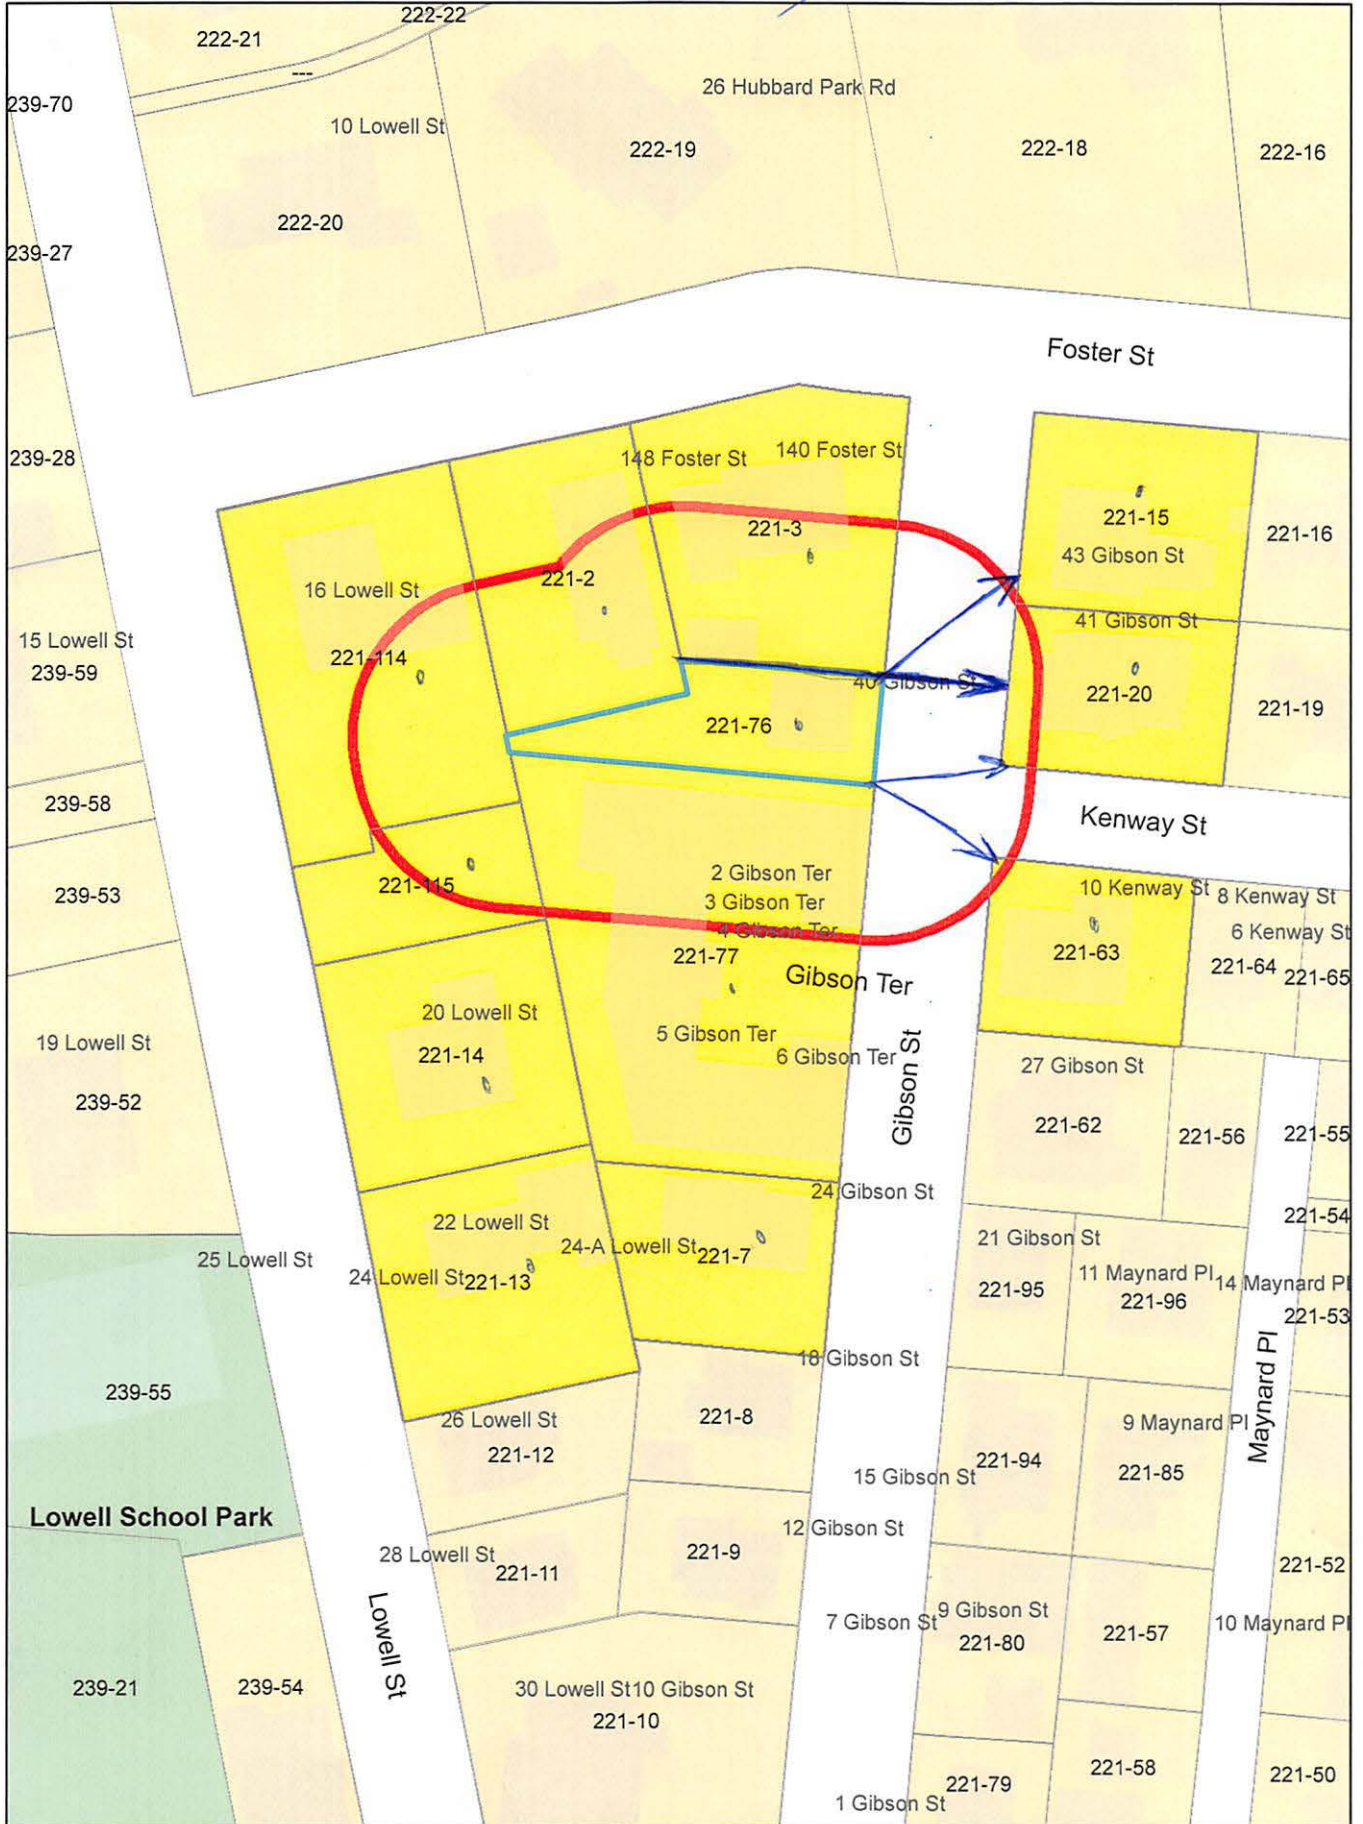 222-22
222-21
---
239-70
26 Hubbard Park Rd
10 Lowell St
222-19
222-18
222-16
222-20
239-27
Foster St
239-28
148 Foster St
140 Foster St
221-3
221-15
221-16
43 Gibson St
221-2
16 Lowell St
41 Gibson St
15 Lowell St
221-114
239-59
40 Gibson St
221-20
221-19
221-76
239-58
Kenway St
2 Gibson Ter
221-115
239-53
3 Gibson Ter
10 Kenway St
8 Kenway St
4 Gibson Ter
6 Kenway St
221-77
221-63
221-64
221-65
Gibson Ter
20 Lowell St
5 Gibson Ter
19 Lowell St
221-14
6 Gibson Ter
Gibson St
27 Gibson St
239-52
221-62
221-56
221-55
24 Gibson St
22 Lowell St
221-54
24-A Lowell St
221-7
21 Gibson St
25 Lowell St
24 Lowell St
221-13
221-95
11 Maynard Pl
221-96
14 Maynard Pl
221-53
18 Gibson St
Maynard Pl
239-55
26 Lowell St
221-8
9 Maynard Pl
221-12
221-94
221-85
15 Gibson St
Lowell School Park
12 Gibson St
28 Lowell St
221-9
221-11
221-52
Lowell St
7 Gibson St
9 Gibson St
221-80
221-57
10 Maynard Pl
239-21
239-54
30 Lowell St
10 Gibson St
221-10
221-79
221-58
221-50
1 Gibson St